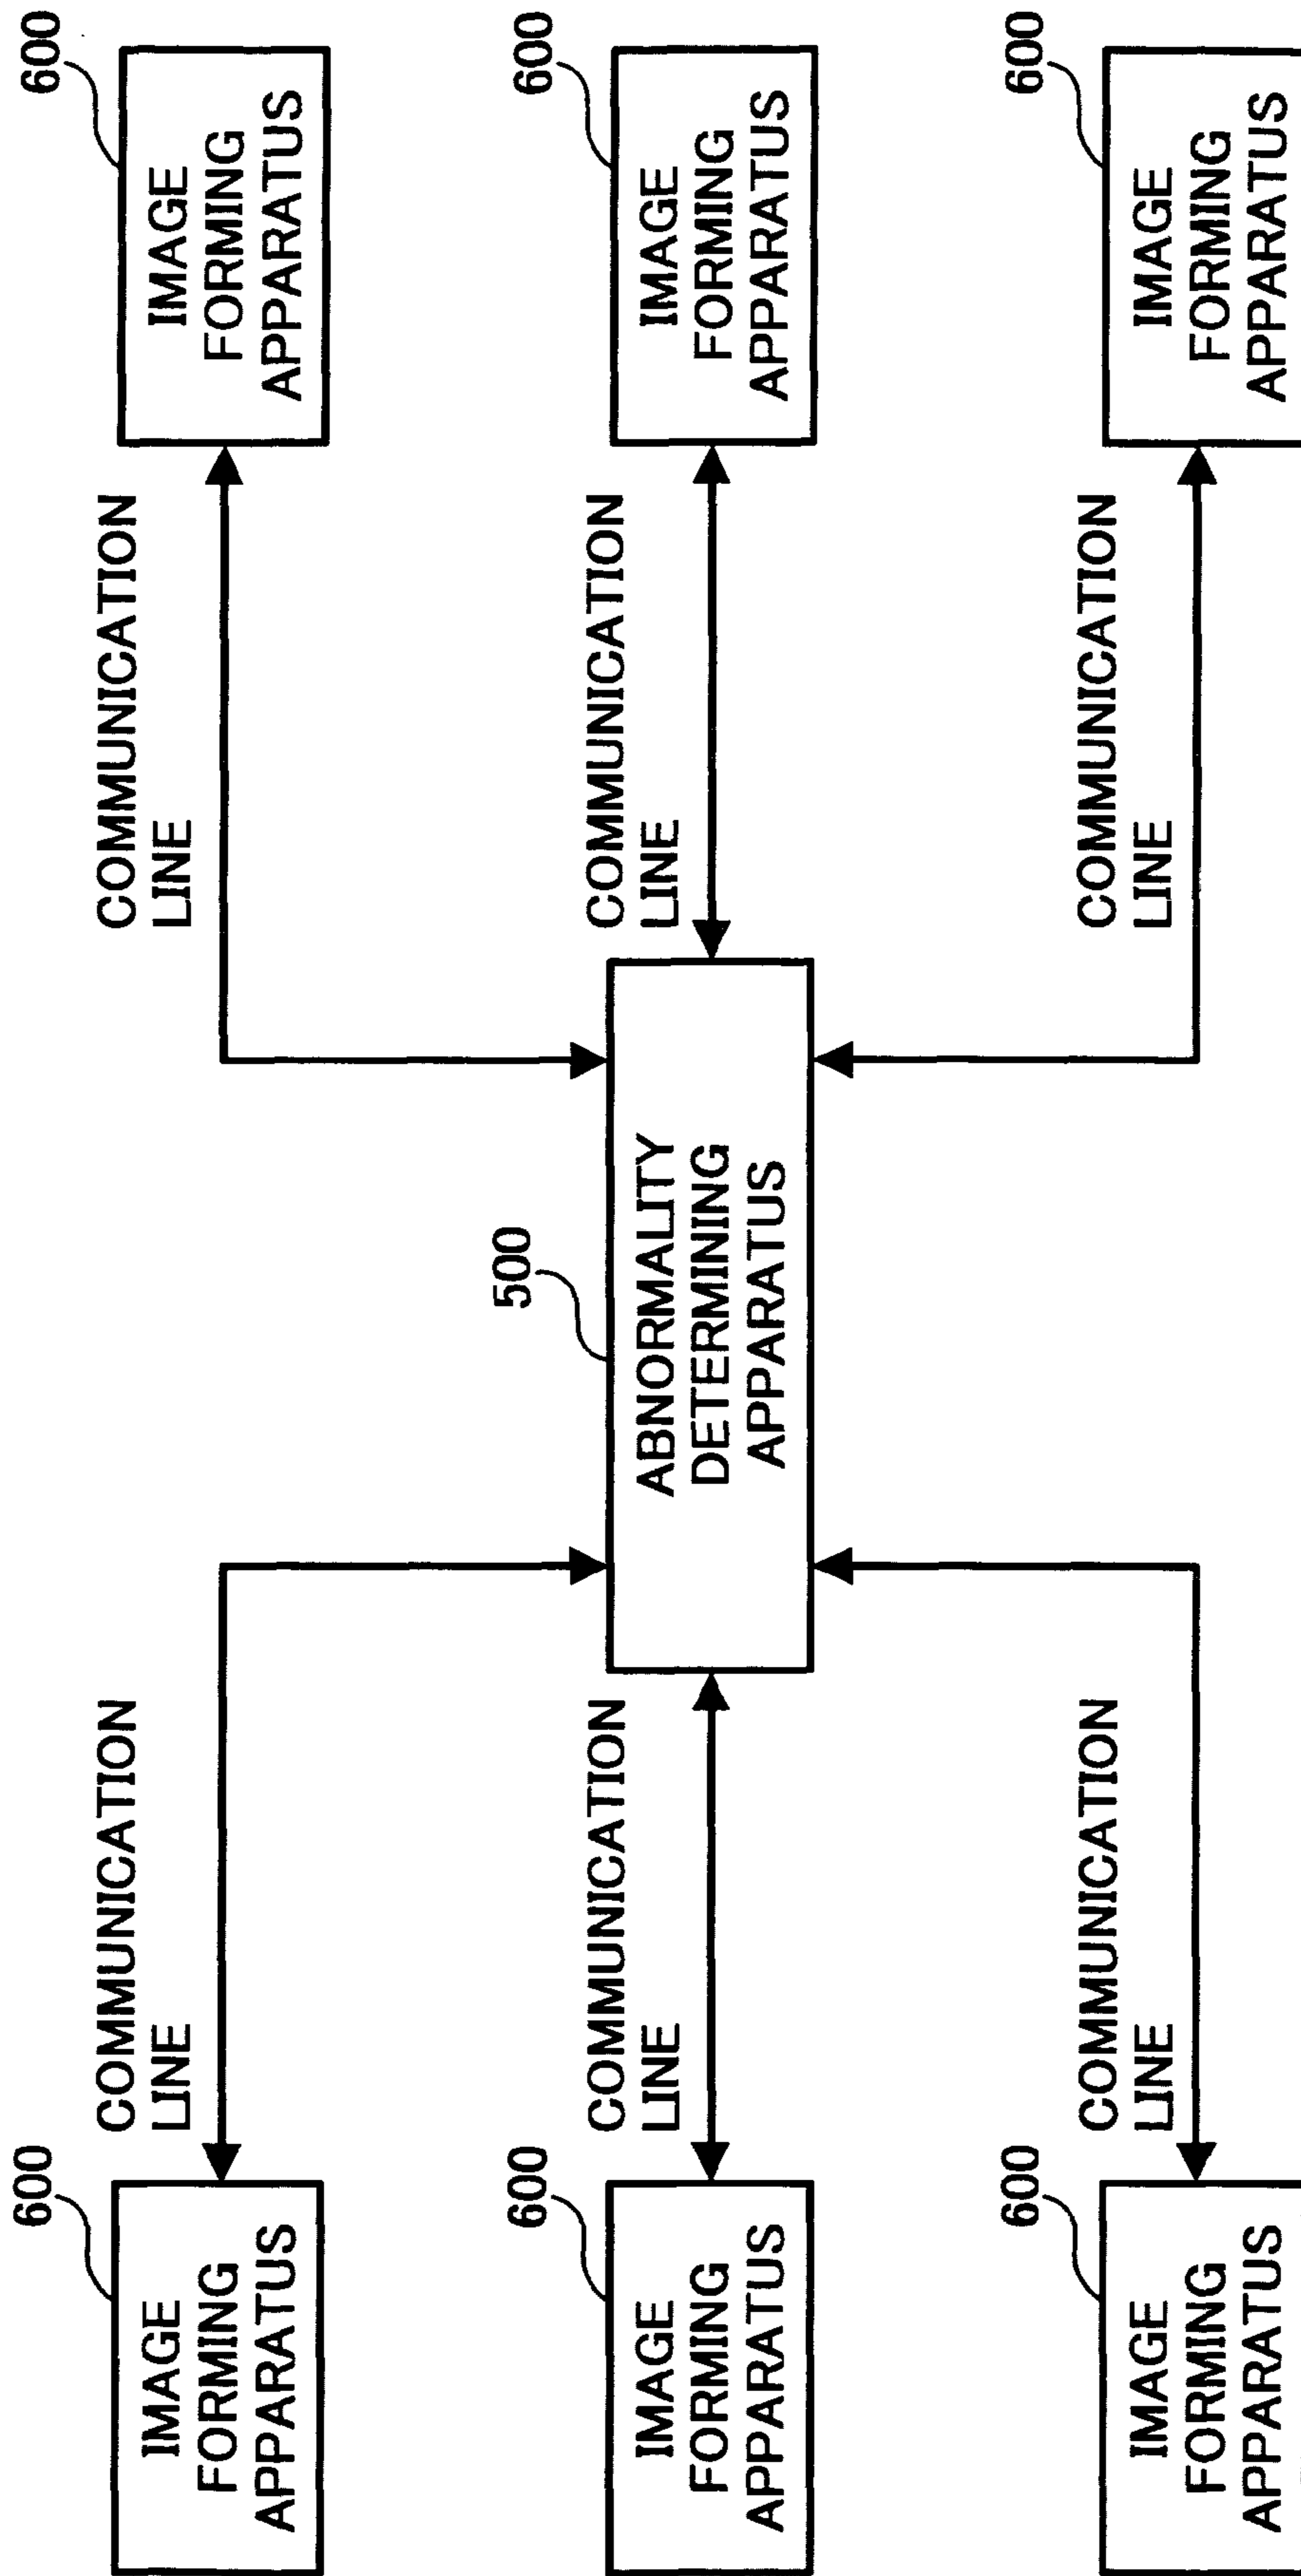 600
IMAGE
FORMING
APPARATUS
COMMUNICATION
LINE
COMMUNICATION
LINE
600
IMAGE
FORMING
APPARATUS
600
IMAGE
FORMING
APPARATUS
COMMUNICATION
LINE
500
ABNORMALITY
DETERMINING
APPARATUS
COMMUNICATION
LINE
600
IMAGE
FORMING
APPARATUS
600
IMAGE
FORMING
APPARATUS
COMMUNICATION
LINE
COMMUNICATION
LINE
600
IMAGE
FORMING
APPARATUS